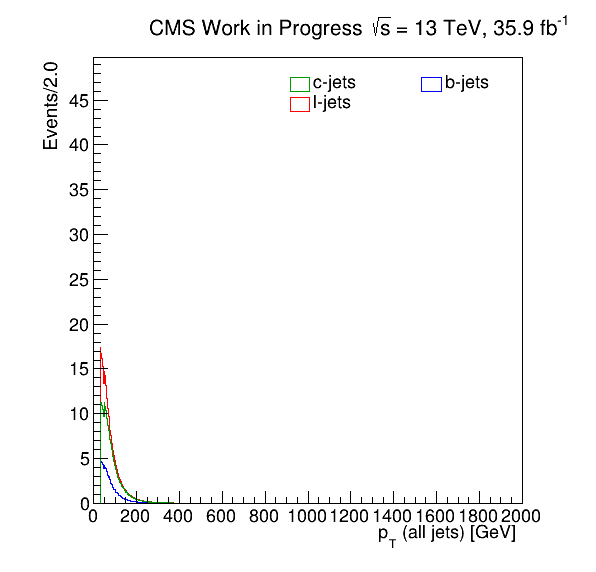 CMS Work in Progress √s = 13 TeV, 35.9 fb⁻¹
Events/2.0
c-jets b-jets
l-jets
45
40
35
30
25
20
15
10
5
0
0 200 400 600 800 1000 1200 1400 1600 1800 2000
p_T (all jets) [GeV]